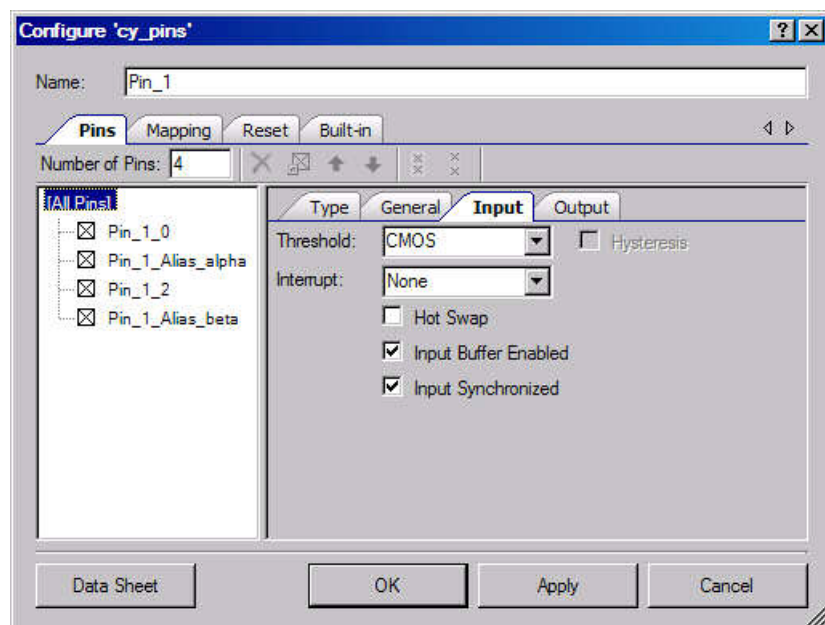 Configure 'cy_pins'
Name: Pin_1
Pins Mapping Reset Built-in
Number of Pins: 4
[All Pins]
Pin_1_0
Pin_1_Alias_alpha
Pin_1_2
Pin_1_Alias_beta
Type General Input Output
Threshold: CMOS Hysteresis
Interrupt: None
Hot Swap
Input Buffer Enabled
Input Synchronized
Data Sheet OK Apply Cancel